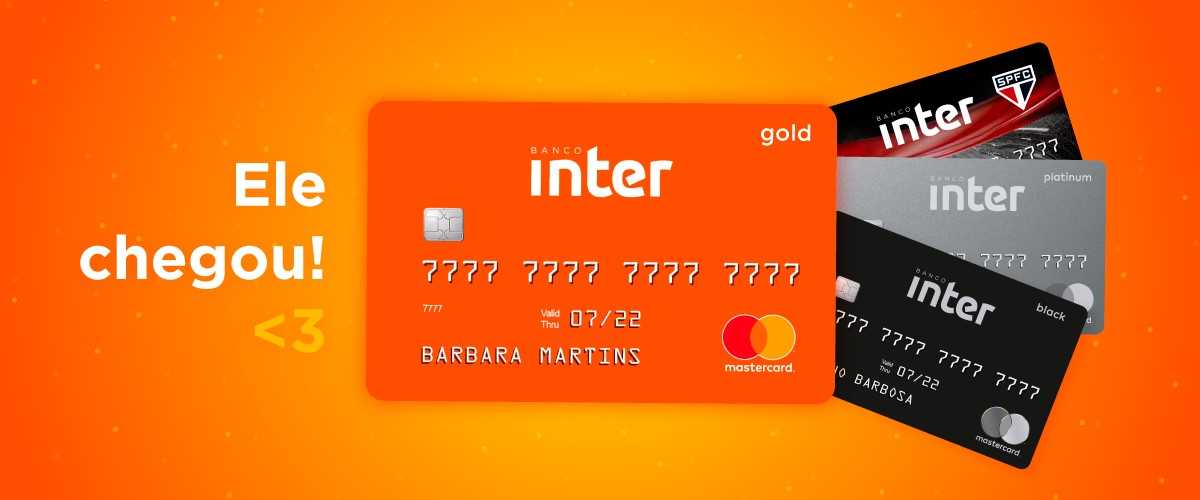 Ele
chegou!
<3
gold
BANCO
inter
7777 7777 7777 7777
7777
Valid
Thru 07/22
BARBARA MARTINS
mastercard.
SPFC
BANCO
inter
7777
platinum
BANCO
inter
7777 7777
black
BANCO
inter
777 7777 7777 7777
Valid
Thru 07/22
BARBOSA
mastercard